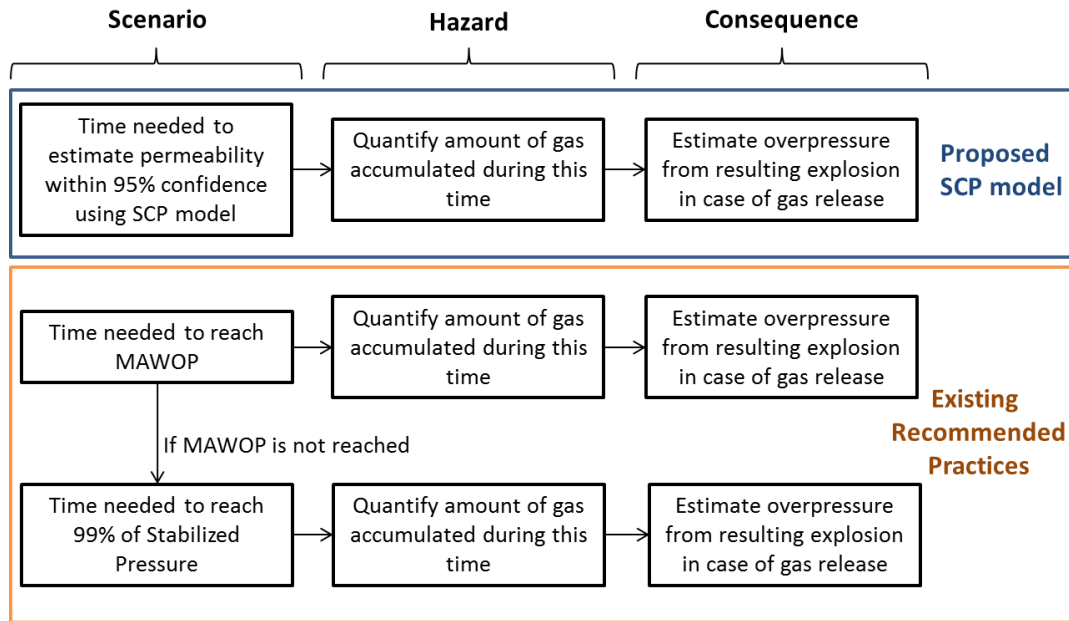 Scenario
Hazard
Consequence
Time needed to
estimate permeability
within 95% confidence
using SCP model
Quantify amount of gas
accumulated during this
time
Estimate overpressure
from resulting explosion
in case of gas release
Proposed
SCP model
Time needed to reach
MAWOP
Quantify amount of gas
accumulated during this
time
Estimate overpressure
from resulting explosion
in case of gas release
Existing
Recommended
Practices
If MAWOP is not reached
Time needed to reach
99% of Stabilized
Pressure
Quantify amount of gas
accumulated during this
time
Estimate overpressure
from resulting explosion
in case of gas release